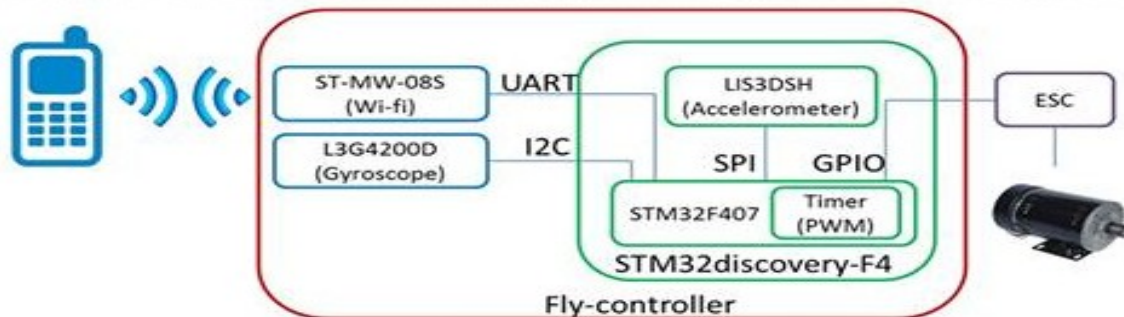 ST-MW-08S
(Wi-fi)
UART
LIS3DSH
(Accelerometer)
ESC
L3G4200D
(Gyroscope)
I2C
SPI
GPIO
STM32F407
Timer
(PWM)
STM32discovery-F4
Fly-controller